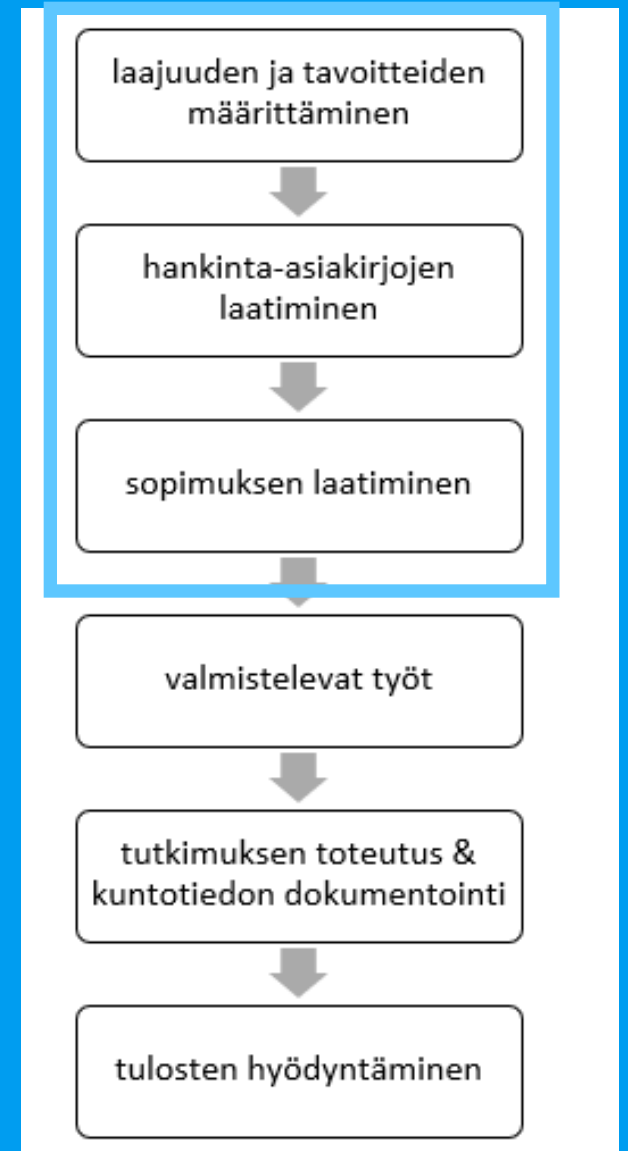 laajuuden ja tavoitteiden
määrittäminen
hankinta-asiakirjojen
laatiminen
sopimuksen laatiminen
valmistelevat työt
tutkimuksen toteutus &
kuntotiedon dokumentointi
tulosten hyödyntäminen